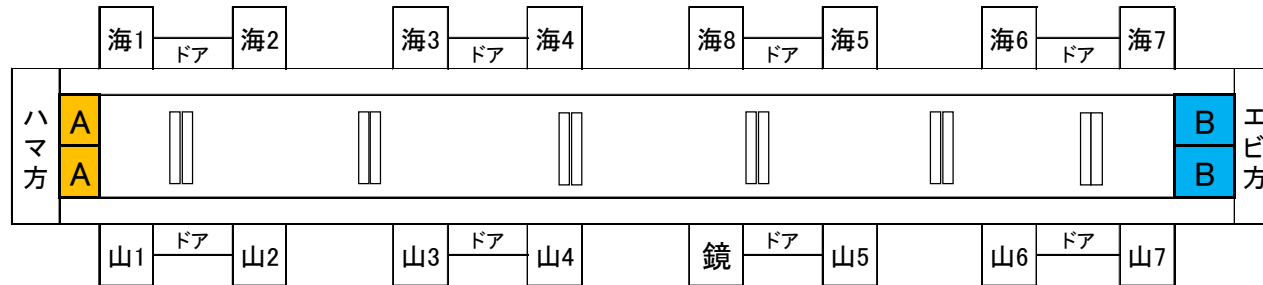 海1 ドア 海2 海3 ドア 海4 海8 ドア 海5 海6 ドア 海7
ハマ方
A
A
B
B
エビ方
山1 ドア 山2 山3 ドア 山4 鏡 ドア 山5 山6 ドア 山7